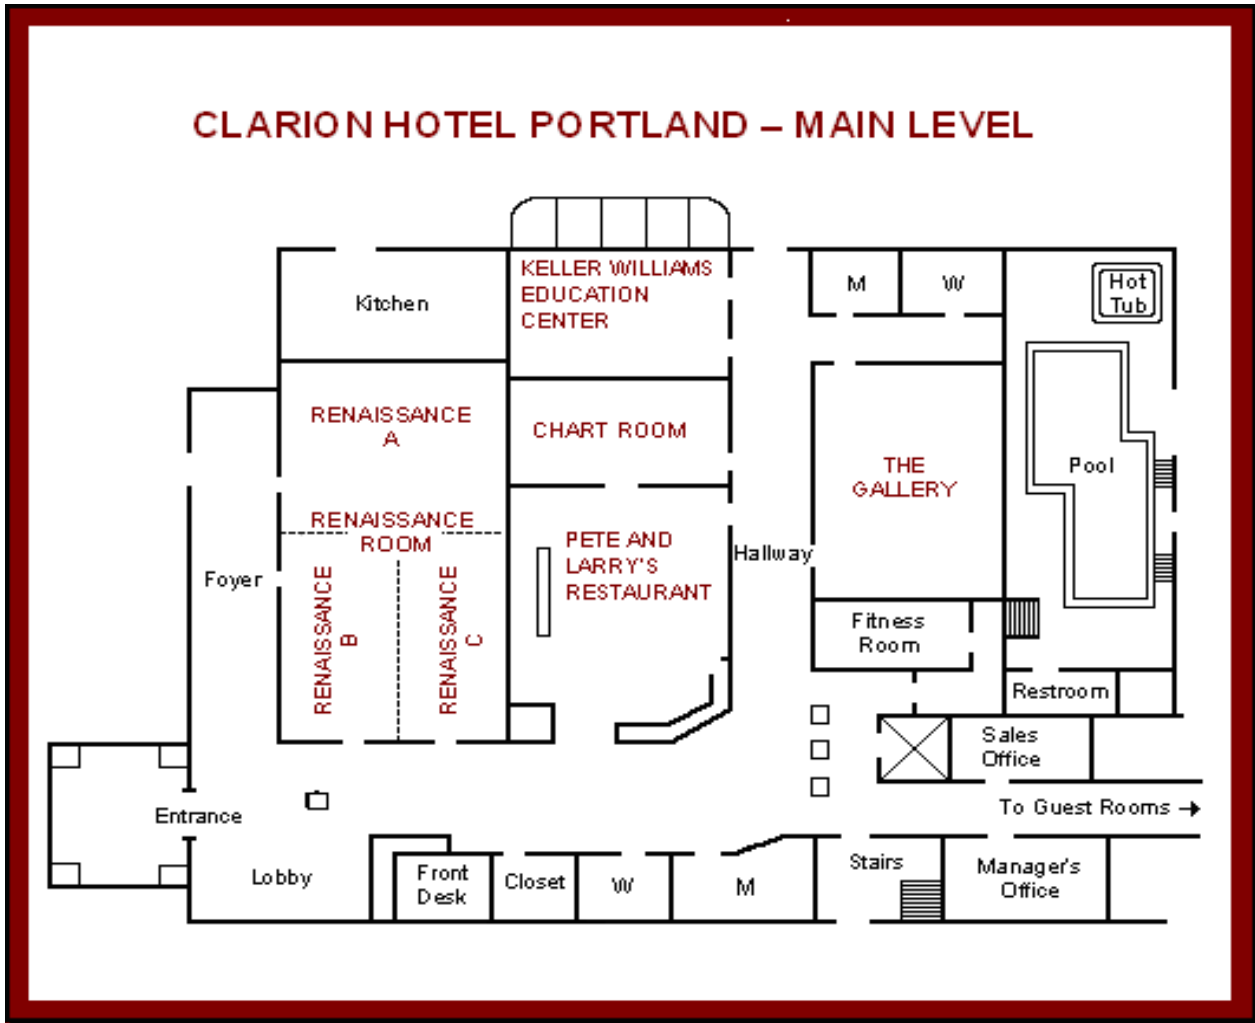 CLARION HOTEL PORTLAND – MAIN LEVEL
KELLER WILLIAMS
EDUCATION
CENTER
Kitchen
M
W
Hot
Tub
RENAISSANCE
A
CHART ROOM
THE
GALLERY
Pool
RENAISSANCE
ROOM
PETE AND
LARRY'S
RESTAURANT
Hallway
Foyer
RENAISSANCE
B
RENAISSANCE
C
Fitness
Room
Restroom
Sales
Office
Entrance
To Guest Rooms →
Lobby
Front
Desk
Closet
W
M
Stairs
Manager's
Office